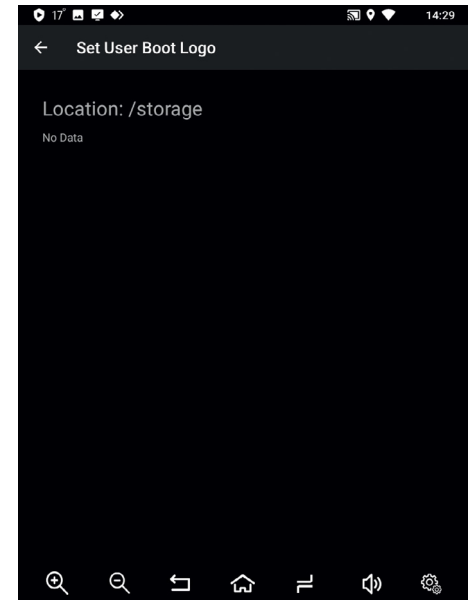 17°
14:29
Set User Boot Logo
Location: /storage
No Data